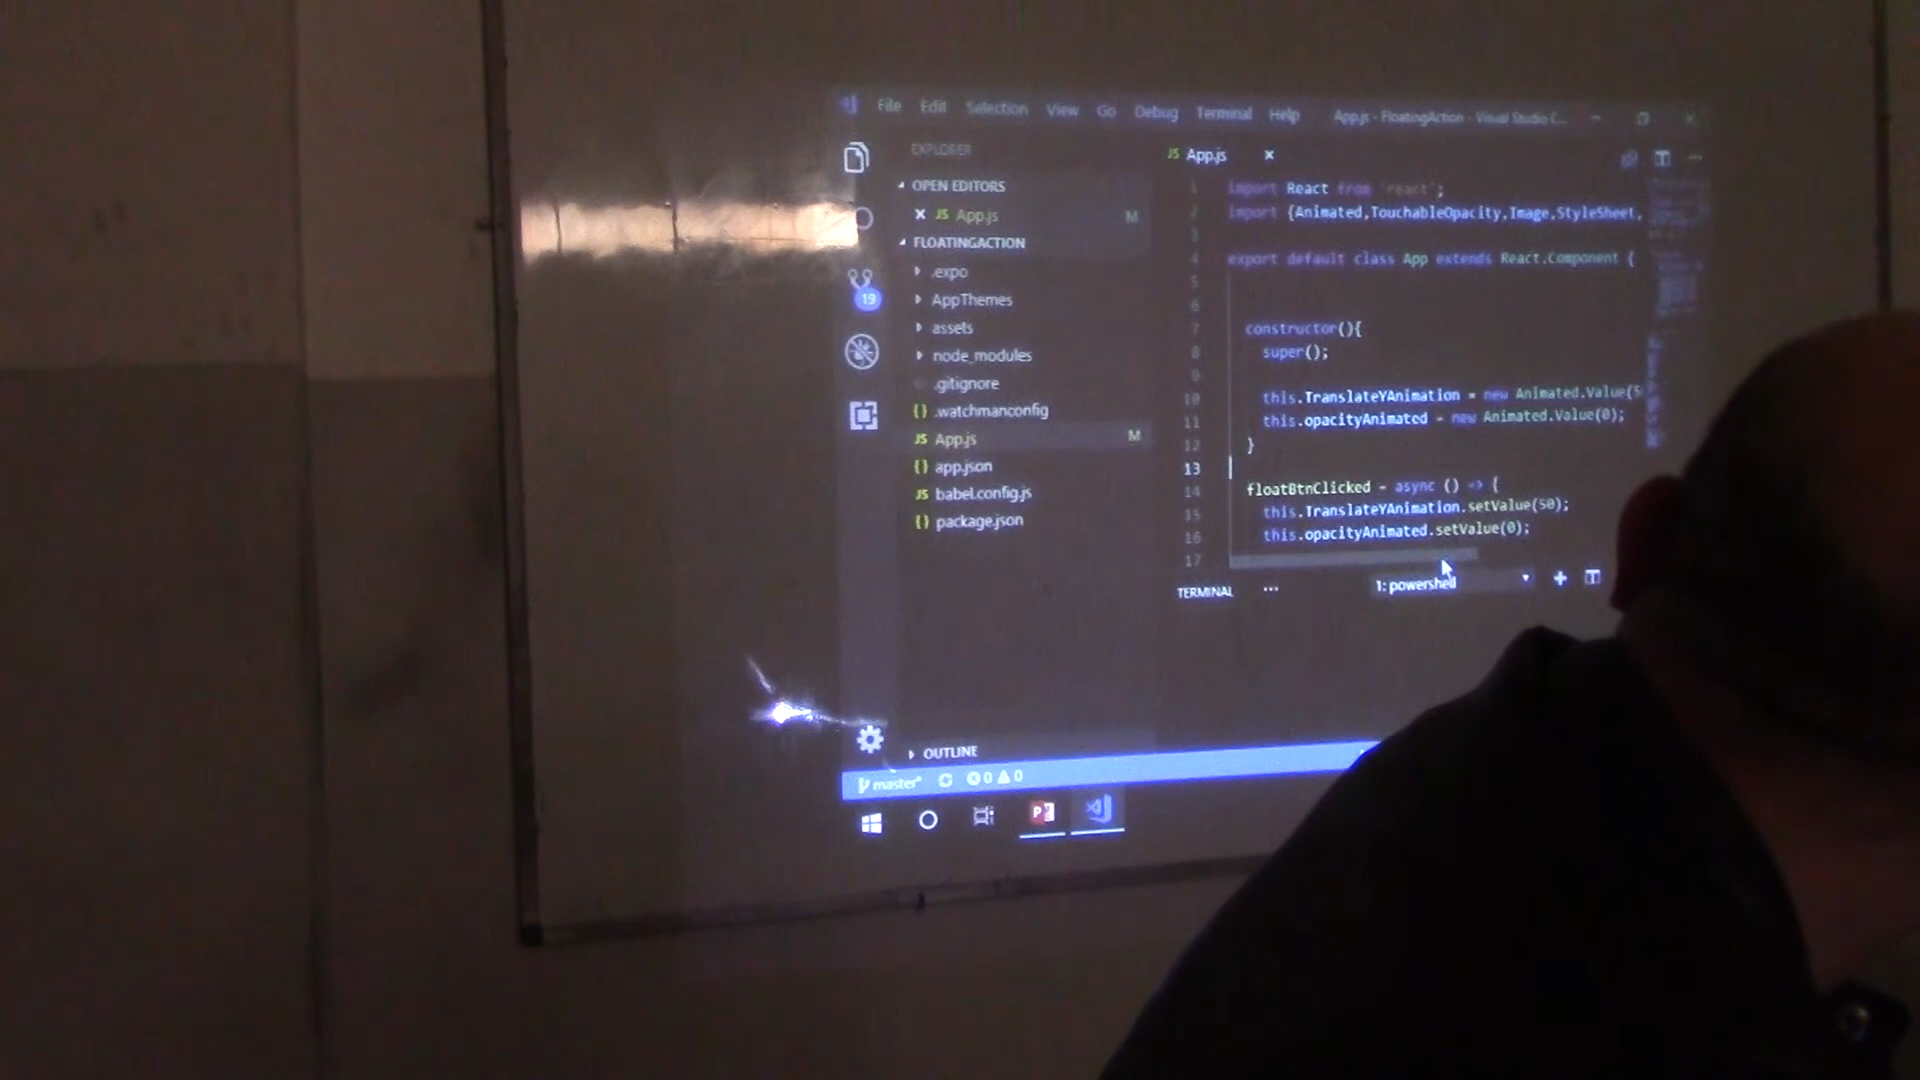 File Edit Selection View Go Debug Terminal Help App.js - FloatingAction - Visual Studio C...
EXPLORER
OPEN EDITORS
JS App.js M
FLOATINGACTION
.expo
AppThemes
assets
node_modules
.gitignore
{} .watchmanconfig
JS App.js M
{} app.json
JS babel.config.js
{} package.json
OUTLINE
19
JS App.js
1 import React from 'react';
2 import {Animated,TouchableOpacity,Image,StyleSheet,
3
4 export default class App extends React.Component {
5
6
7 constructor(){
8 super();
9
10 this.TranslateYAnimation = new Animated.Value(5
11 this.opacityAnimated = new Animated.Value(0);
12 }
13
14 floatBtnClicked = async () => {
15 this.TranslateYAnimation.setValue(50);
16 this.opacityAnimated.setValue(0);
17
TERMINAL ... 1: powershell
master* 0 0